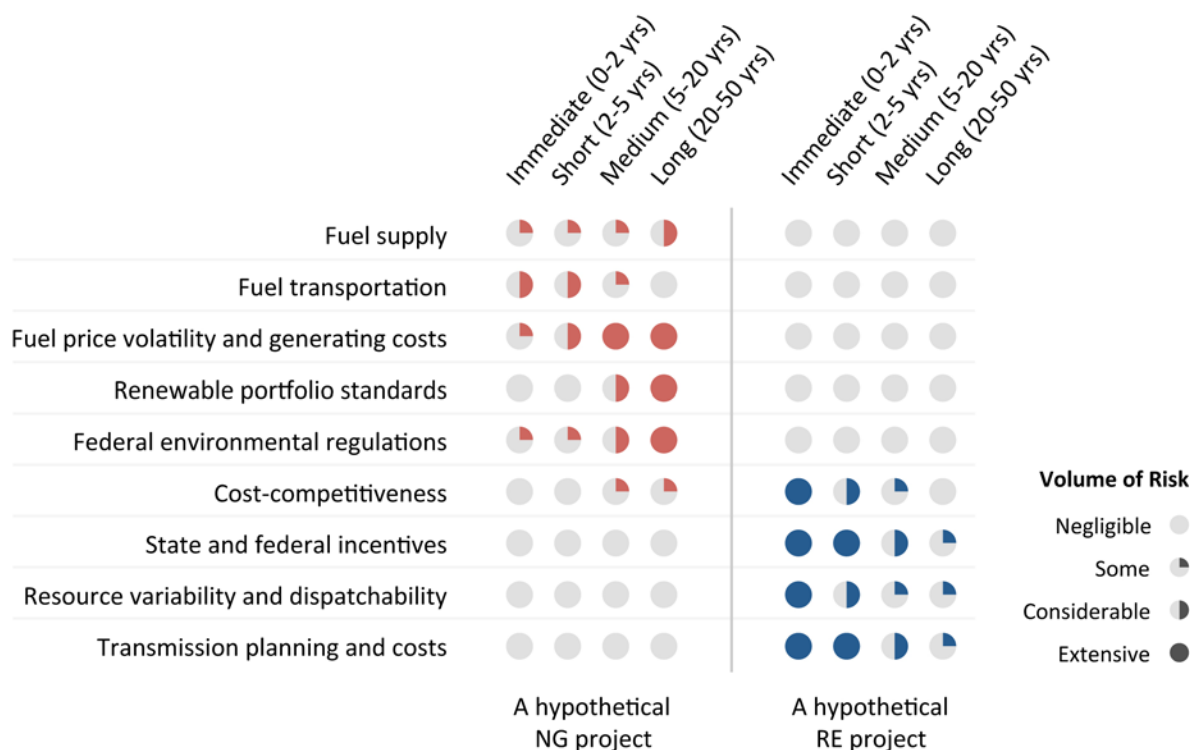 Immediate (0-2 yrs)
Short (2-5 yrs)
Medium (5-20 yrs)
Long (20-50 yrs)
Immediate (0-2 yrs)
Short (2-5 yrs)
Medium (5-20 yrs)
Long (20-50 yrs)
Fuel supply
Fuel transportation
Fuel price volatility and generating costs
Renewable portfolio standards
Federal environmental regulations
Cost-competitiveness
State and federal incentives
Resource variability and dispatchability
Transmission planning and costs
Volume of Risk
Negligible
Some
Considerable
Extensive
A hypothetical
NG project
A hypothetical
RE project